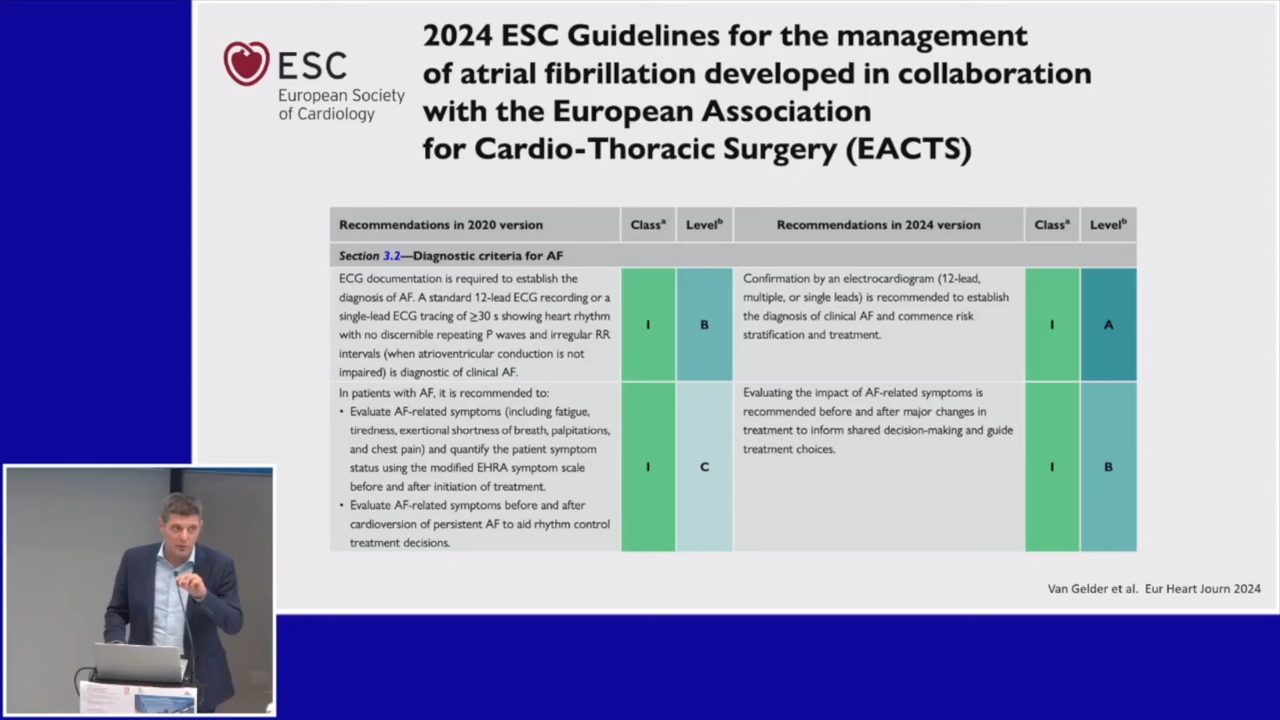 ESC
European Society
of Cardiology
2024 ESC Guidelines for the management
of atrial fibrillation developed in collaboration
with the European Association
for Cardio-Thoracic Surgery (EACTS)
Recommendations in 2020 version Classᵃ Levelᵇ Recommendations in 2024 version Classᵃ Levelᵇ
Section 3.2—Diagnostic criteria for AF
ECG documentation is required to establish the
diagnosis of AF. A standard 12-lead ECG recording or a
single-lead ECG tracing of ≥30 s showing heart rhythm
with no discernible repeating P waves and irregular RR
intervals (when atrioventricular conduction is not
impaired) is diagnostic of clinical AF.
I
B
Confirmation by an electrocardiogram (12-lead,
multiple, or single leads) is recommended to establish
the diagnosis of clinical AF and commence risk
stratification and treatment.
I
A
In patients with AF, it is recommended to:
• Evaluate AF-related symptoms (including fatigue,
tiredness, exertional shortness of breath, palpitations,
and chest pain) and quantify the patient symptom
status using the modified EHRA symptom scale
before and after initiation of treatment.
• Evaluate AF-related symptoms before and after
cardioversion of persistent AF to aid rhythm control
treatment decisions.
I
C
Evaluating the impact of AF-related symptoms is
recommended before and after major changes in
treatment to inform shared decision-making and guide
treatment choices.
I
B
Van Gelder et al. Eur Heart Journ 2024